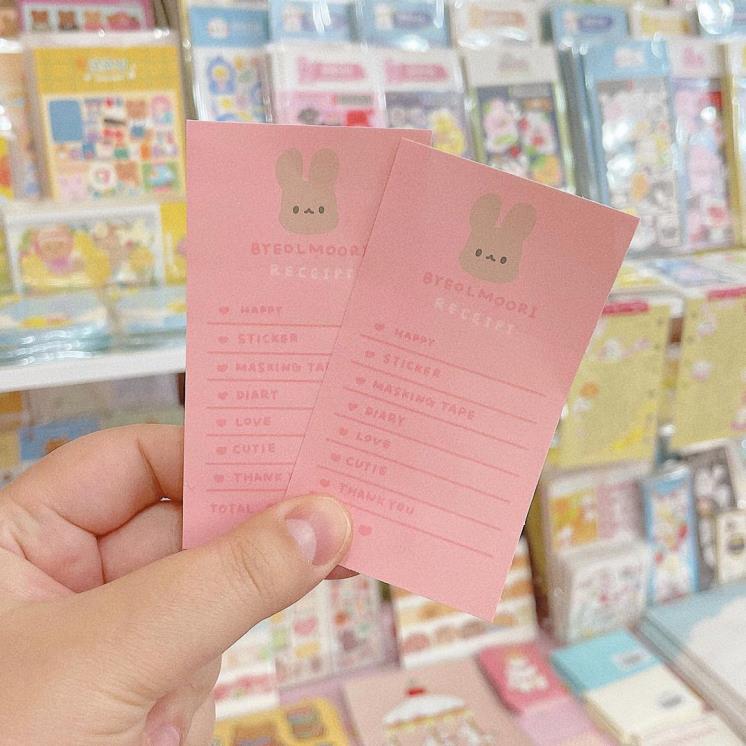 BYEOLMOORI
RECEIPT
HAPPY
STICKER
MASKING TAPE
DIARY
LOVE
CUTIE
THANK
TOTAL
BYEOLMOORI
RECEIPT
HAPPY
STICKER
MASKING TAPE
DIARY
LOVE
CUTIE
THANK YOU